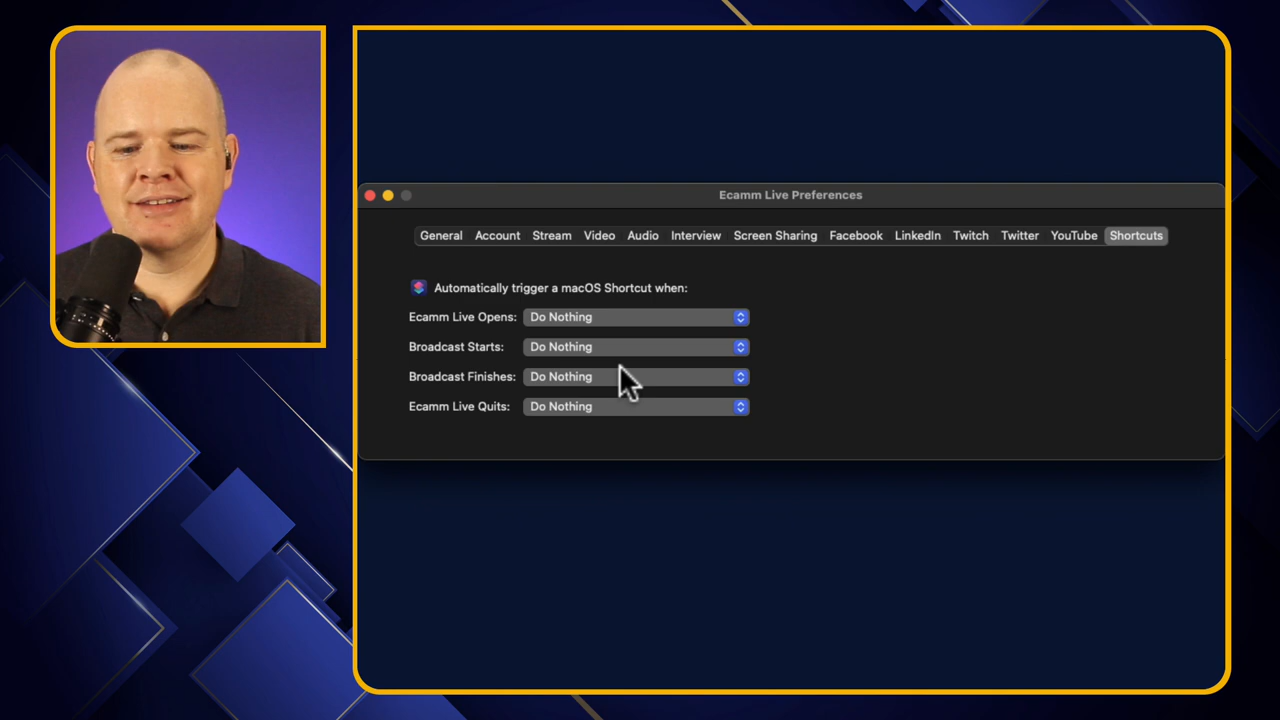 Ecamm Live Preferences
General Account Stream Video Audio Interview Screen Sharing Facebook LinkedIn Twitch Twitter YouTube Shortcuts
Automatically trigger a macOS Shortcut when:
Ecamm Live Opens: Do Nothing
Broadcast Starts: Do Nothing
Broadcast Finishes: Do Nothing
Ecamm Live Quits: Do Nothing